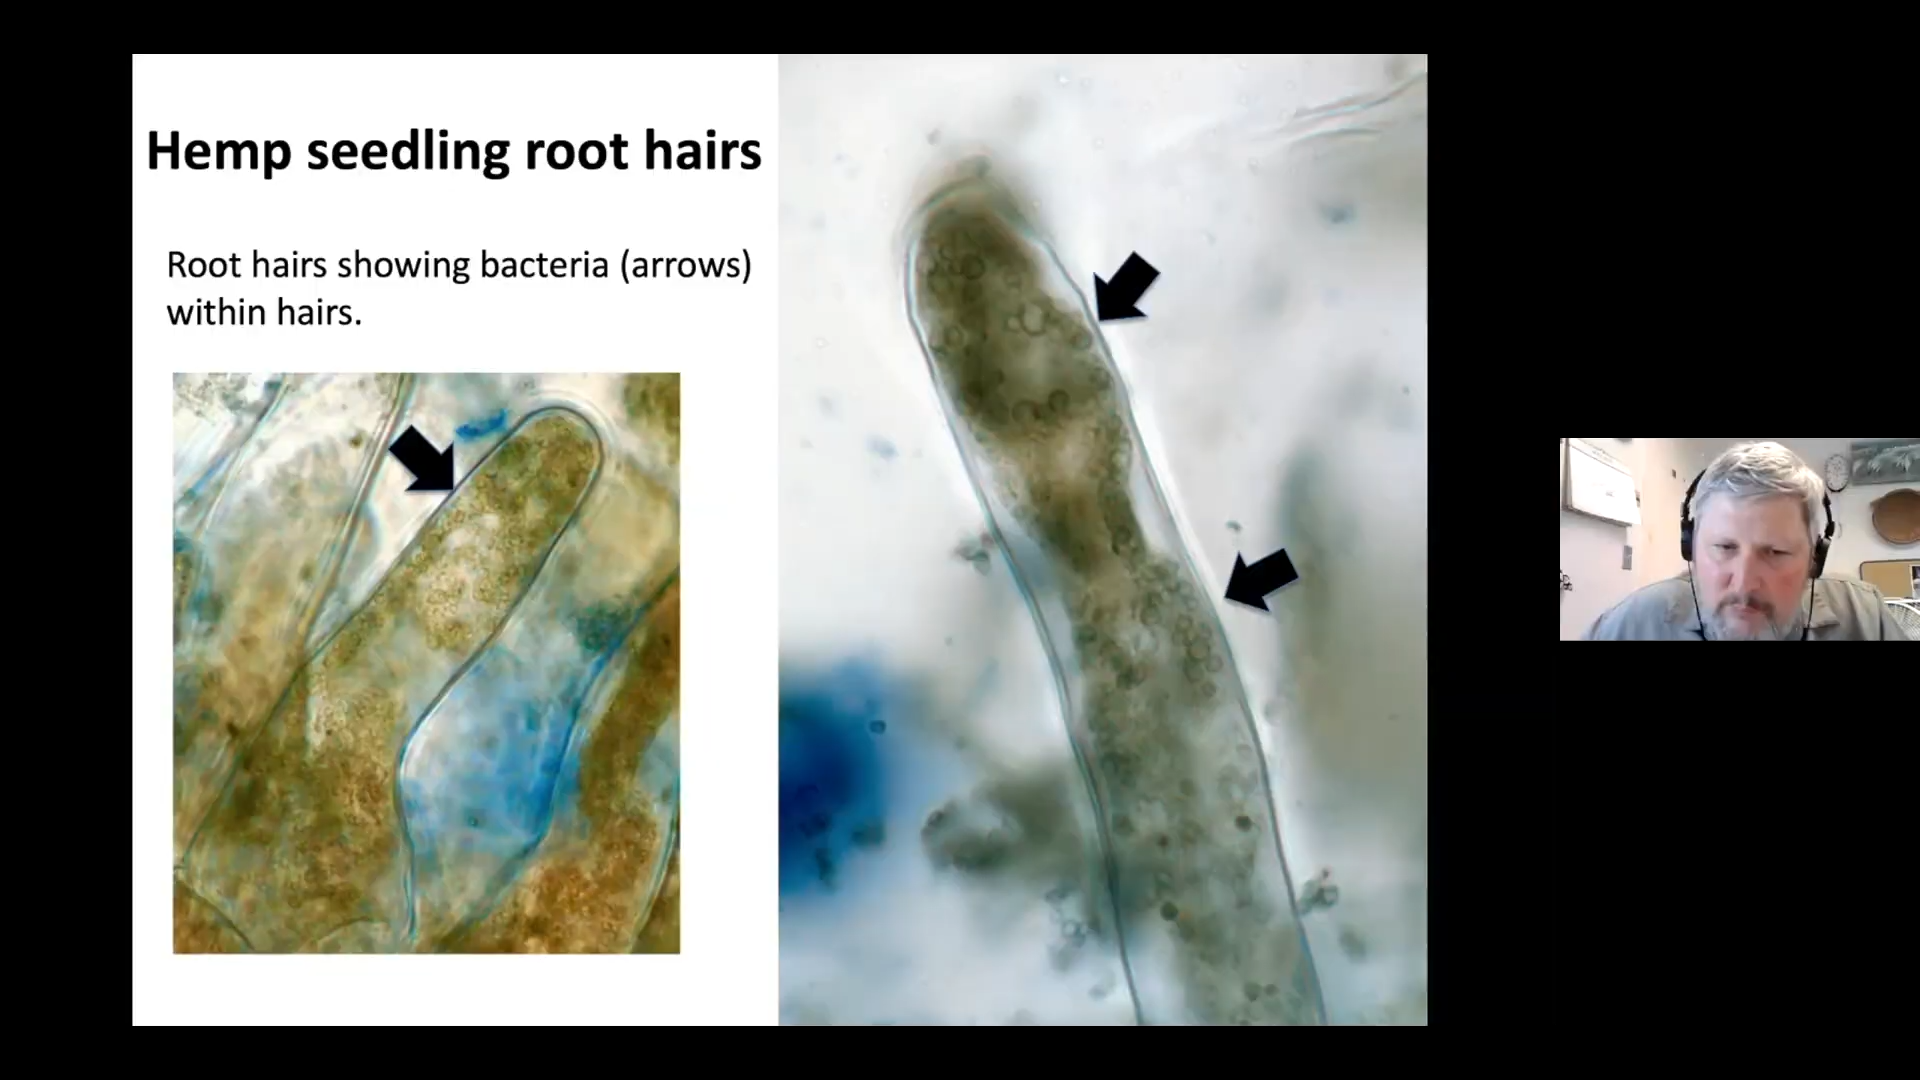 Hemp seedling root hairs
Root hairs showing bacteria (arrows)
within hairs.